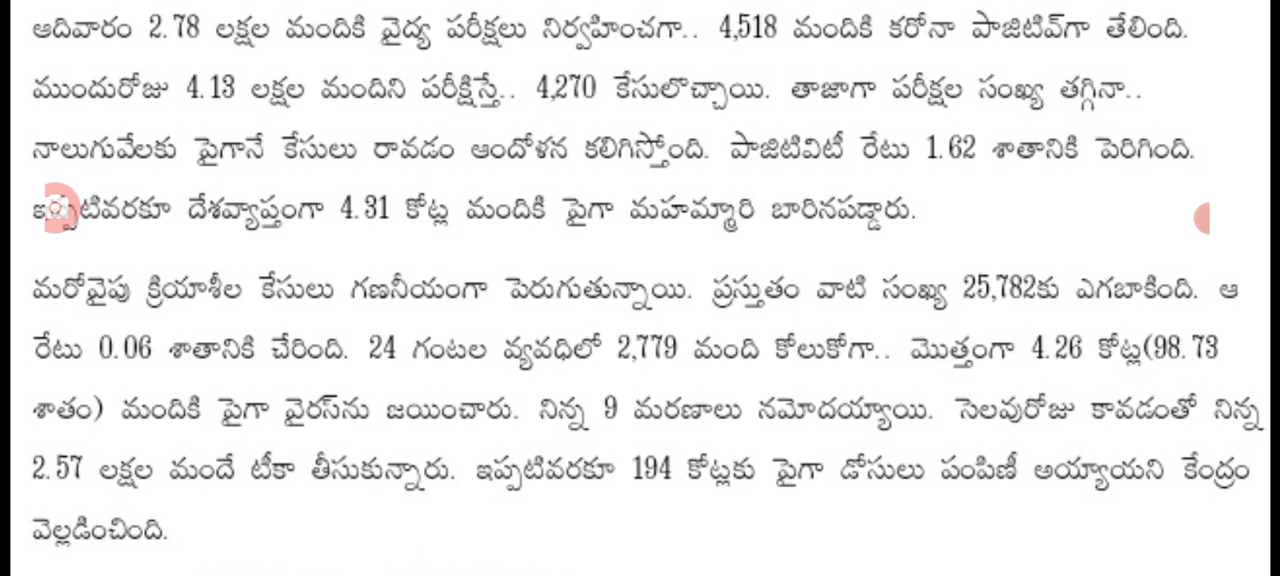 ఆదివారం 2.78 లక్షల మందికి వైద్య పరీక్షలు నిర్వహించగా.. 4,518 మందికి కరోనా పాజిటివ్‌గా తేలింది.
ముందురోజు 4.13 లక్షల మందిని పరీక్షిస్తే.. 4,270 కేసులొచ్చాయి. తాజాగా పరీక్షల సంఖ్య తగ్గినా..
నాలుగువేలకు పైగానే కేసులు రావడం ఆందోళన కలిగిస్తోంది. పాజిటివిటీ రేటు 1.62 శాతానికి పెరిగింది.
ఇప్పటివరకూ దేశవ్యాప్తంగా 4.31 కోట్ల మందికి పైగా మహమ్మారి బారినపడ్డారు.
మరోవైపు క్రియాశీల కేసులు గణనీయంగా పెరుగుతున్నాయి. ప్రస్తుతం వాటి సంఖ్య 25,782కు ఎగబాకింది. ఆ
రేటు 0.06 శాతానికి చేరింది. 24 గంటల వ్యవధిలో 2,779 మంది కోలుకోగా.. మొత్తంగా 4.26 కోట్ల(98.73
శాతం) మందికి పైగా వైరస్‌ను జయించారు. నిన్న 9 మరణాలు నమోదయ్యాయి. సెలవురోజు కావడంతో నిన్న
2.57 లక్షల మందే టీకా తీసుకున్నారు. ఇప్పటివరకూ 194 కోట్లకు పైగా డోసులు పంపిణీ అయ్యాయని కేంద్రం
వెల్లడించింది.